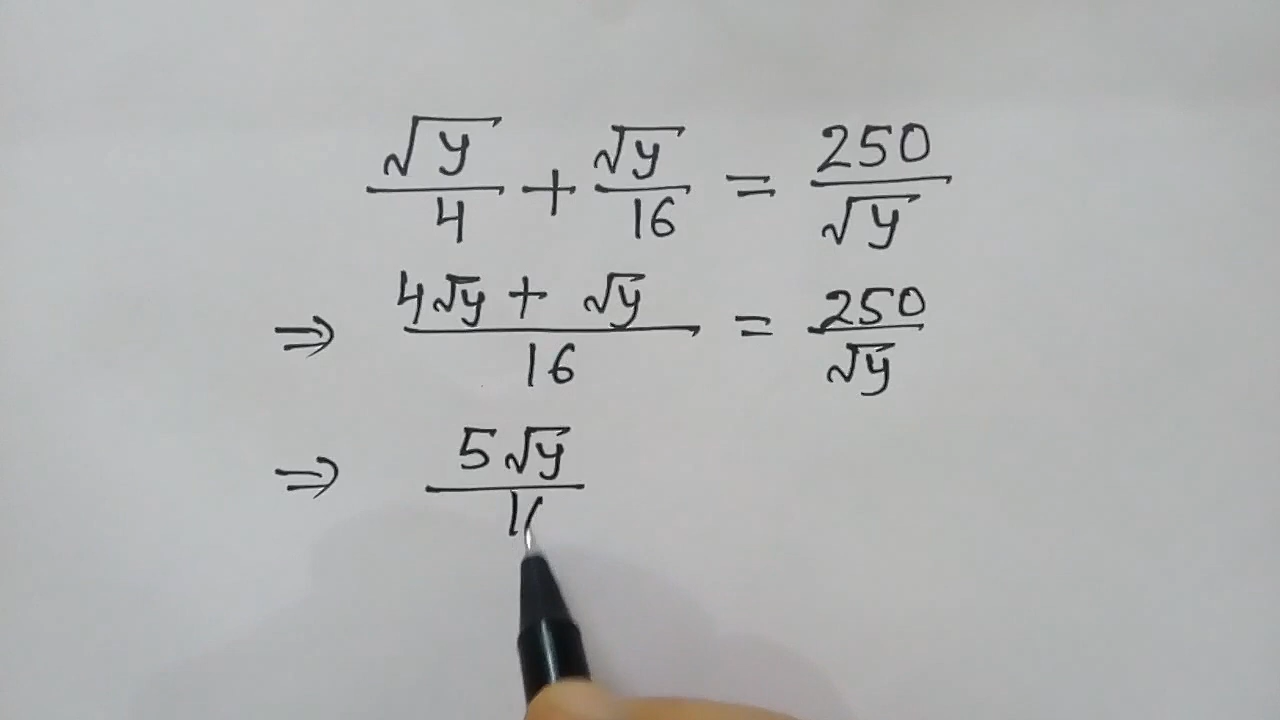 √y/4 + √y/16 = 250/√y
⇒ (4√y + √y)/16 = 250/√y
⇒ 5√y/1